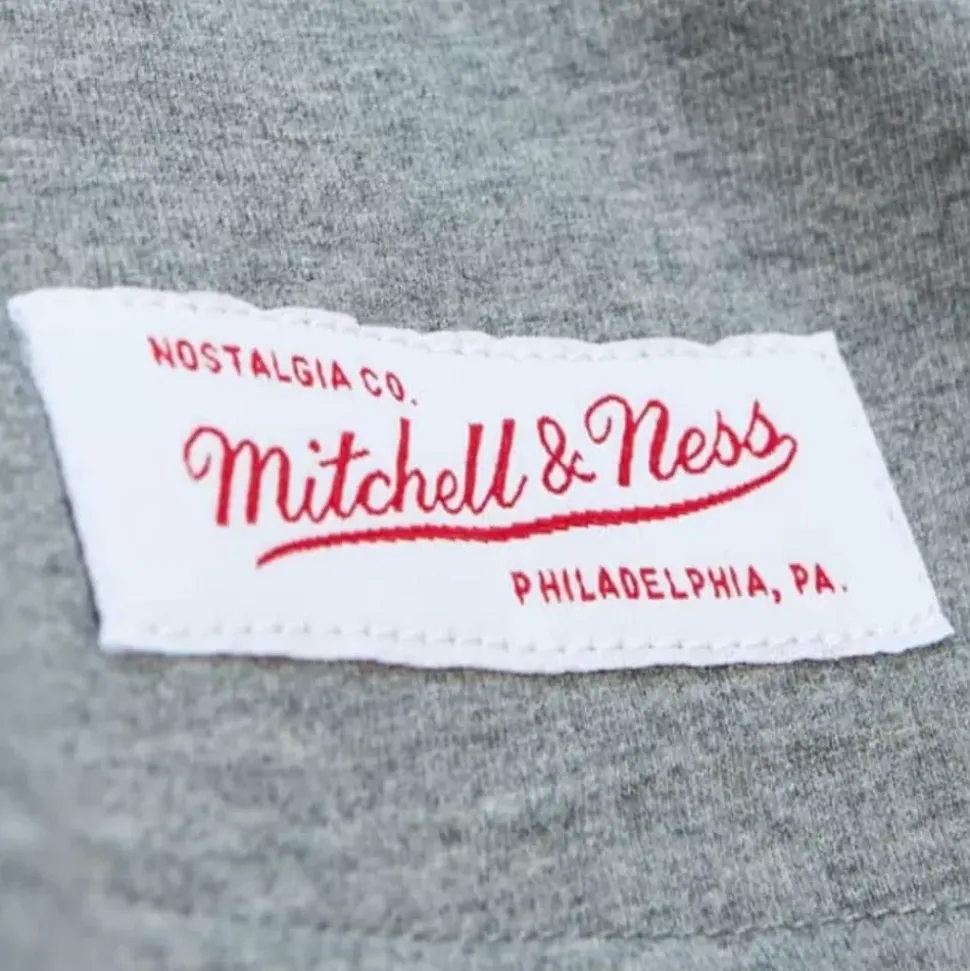 NOSTALGIA CO.
Mitchell & Ness
PHILADELPHIA, PA.